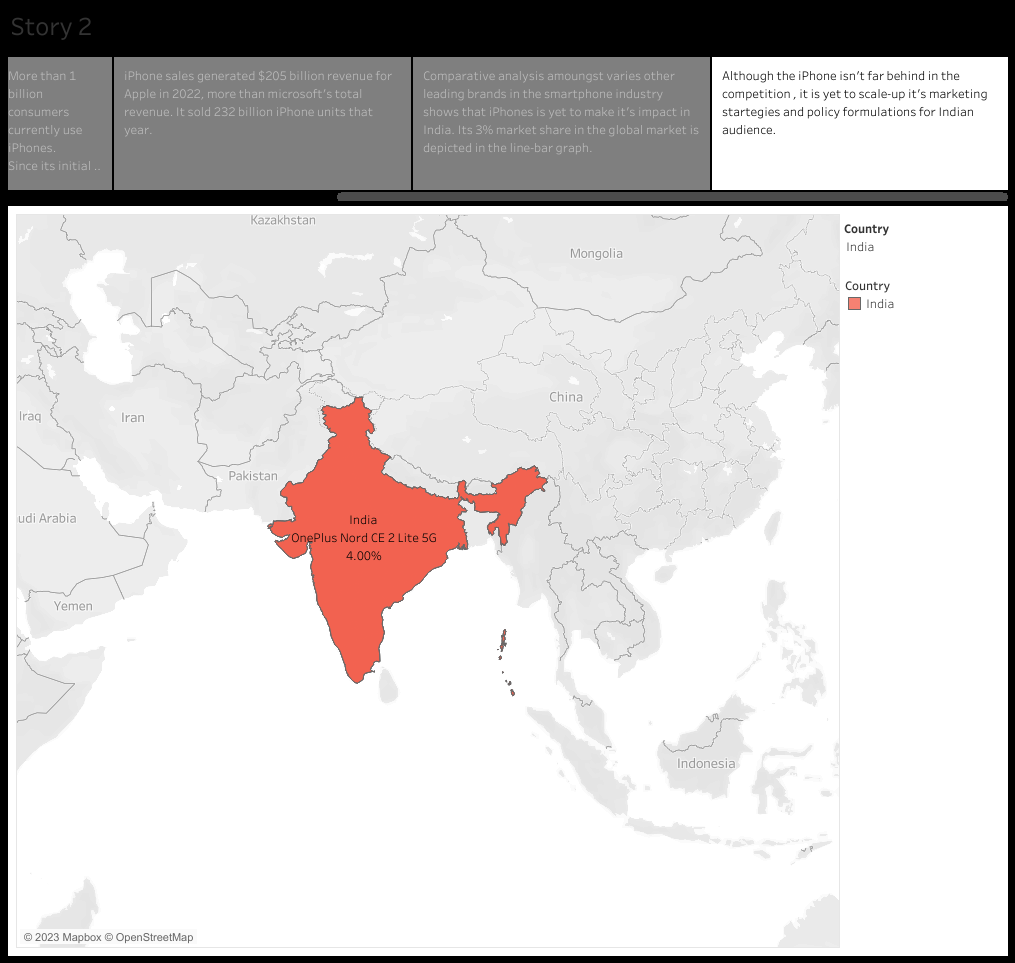 Story 2
More than 1
billion
consumers
currently use
iPhones.
Since its initial ..
iPhone sales generated $205 billion revenue for
Apple in 2022, more than microsoft's total
revenue. It sold 232 billion iPhone units that
year.
Comparative analysis amoungst varies other
leading brands in the smartphone industry
shows that iPhones is yet to make it's impact in
India. Its 3% market share in the global market is
depicted in the line-bar graph.
Although the iPhone isn't far behind in the
competition , it is yet to scale-up it's marketing
startegies and policy formulations for Indian
audience.
Kazakhstan
Mongolia
China
Iraq
Iran
Pakistan
udi Arabia
Yemen
India
OnePlus Nord CE 2 Lite 5G
4.00%
Indonesia
© 2023 Mapbox © OpenStreetMap
Country
India
Country
India